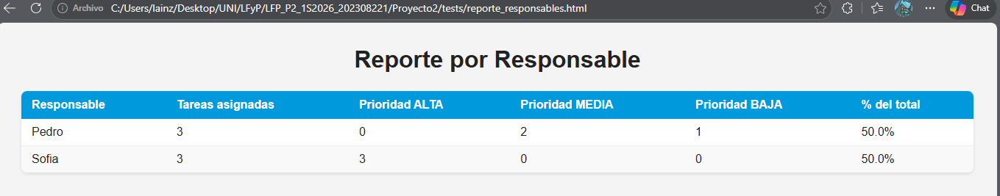 Archivo C:/Users/lainz/Desktop/UNI/LFyP/LFP_P2_1S2026_202308221/Proyecto2/tests/reporte_responsables.html Chat
Reporte por Responsable
Responsable Tareas asignadas Prioridad ALTA Prioridad MEDIA Prioridad BAJA % del total
Pedro 3 0 2 1 50.0%
Sofia 3 3 0 0 50.0%